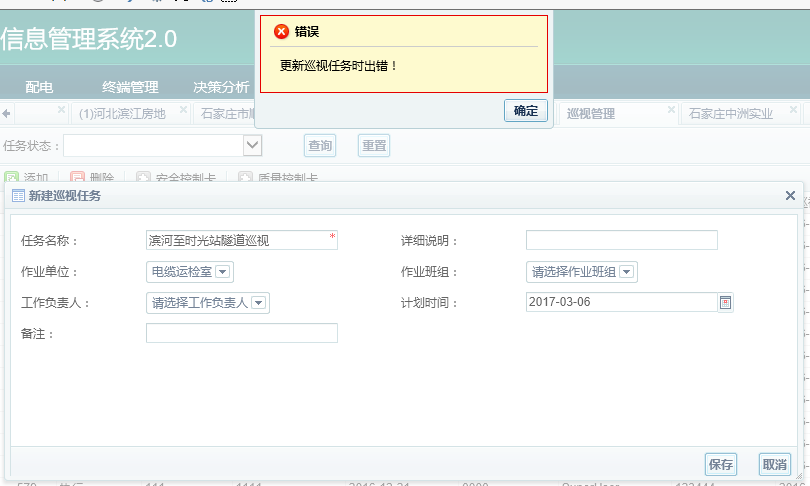 错误
更新巡视任务时出错！
确定
信息管理系统2.0
配电 终端管理 决策分析
(1)河北滨江房地 石家庄市 巡视管理 石家庄中洲实业
任务状态： 查询 重置
添加 删除 安全控制卡 质量控制卡
新建巡视任务
任务名称： 滨河至时光站隧道巡视 * 详细说明：
作业单位： 电缆运检室 作业班组： 请选择作业班组
工作负责人： 请选择工作负责人 计划时间： 2017-03-06
备注：
保存 取消